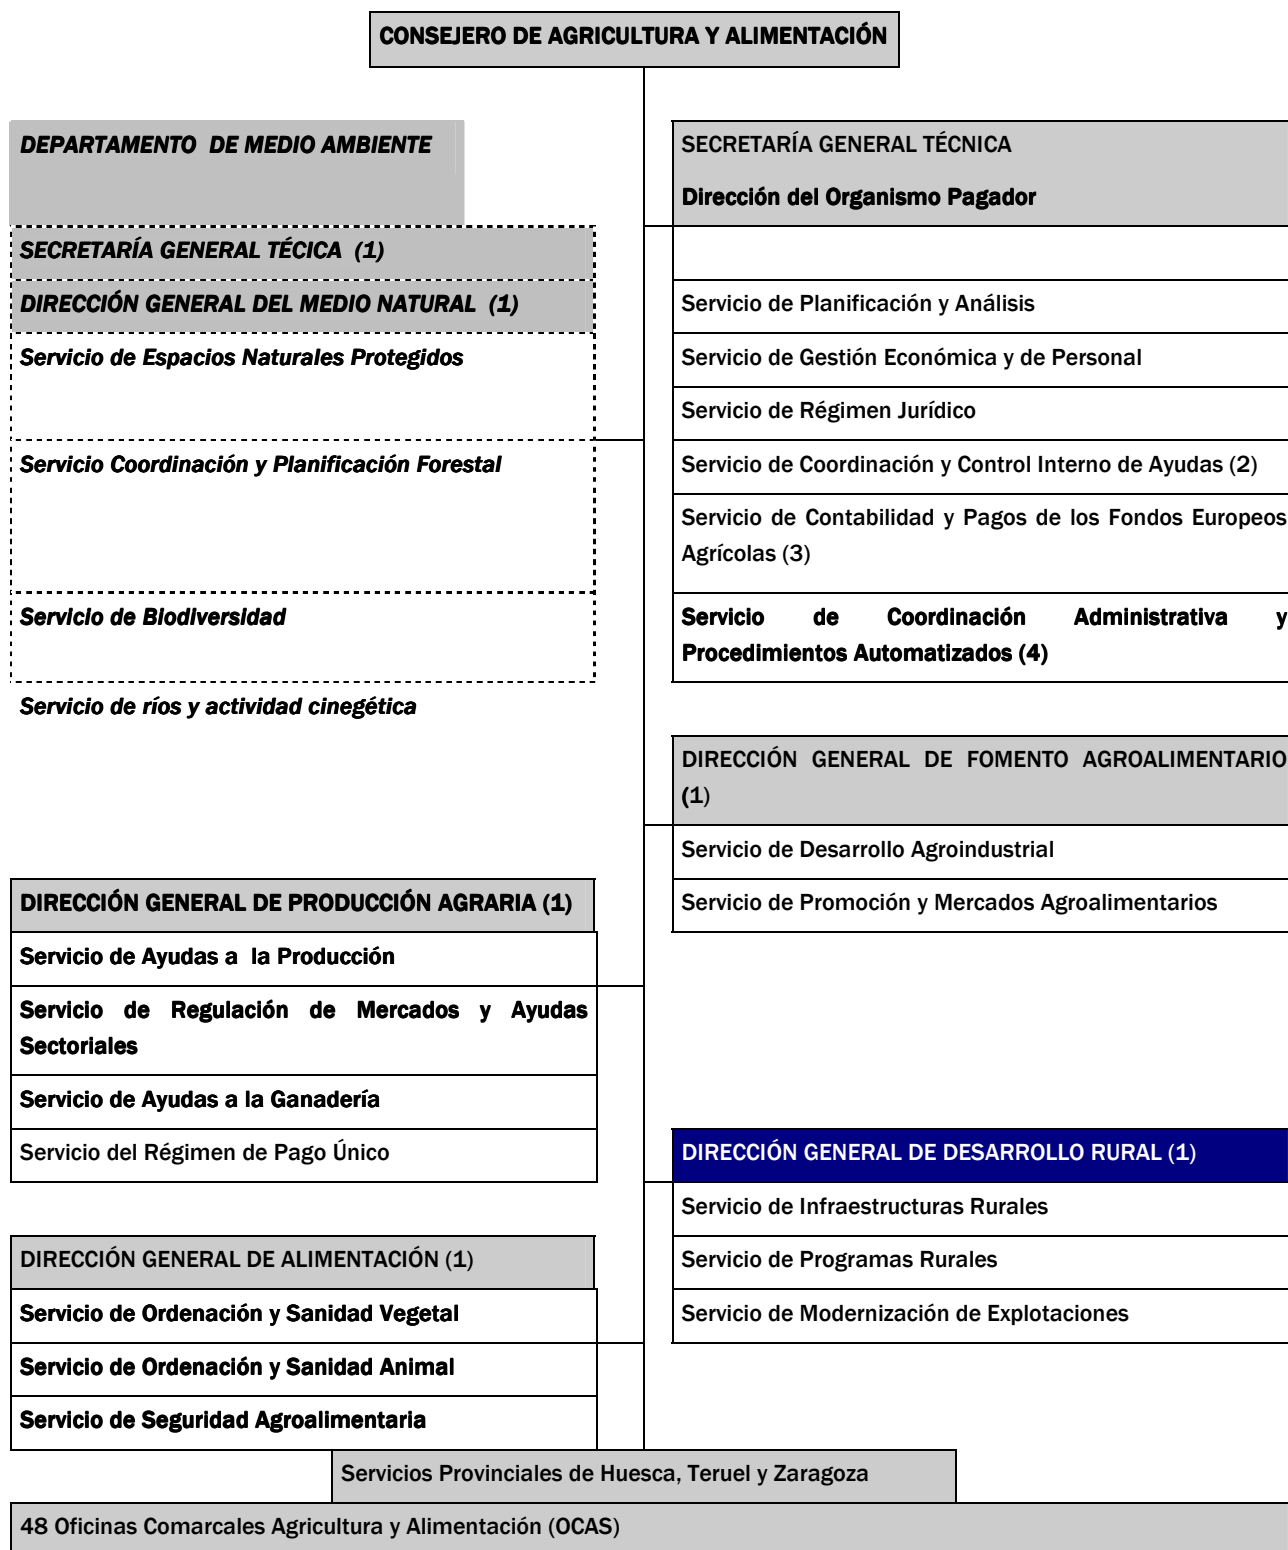 CONSEJERO DE AGRICULTURA Y ALIMENTACIÓN
DEPARTAMENTO DE MEDIO AMBIENTE
SECRETARÍA GENERAL TÉCICA (1)
DIRECCIÓN GENERAL DEL MEDIO NATURAL (1)
Servicio de Espacios Naturales Protegidos
Servicio Coordinación y Planificación Forestal
Servicio de Biodiversidad
Servicio de ríos y actividad cinegética
SECRETARÍA GENERAL TÉCNICA
Dirección del Organismo Pagador
Servicio de Planificación y Análisis
Servicio de Gestión Económica y de Personal
Servicio de Régimen Jurídico
Servicio de Coordinación y Control Interno de Ayudas (2)
Servicio de Contabilidad y Pagos de los Fondos Europeos
Agrícolas (3)
Servicio de Coordinación Administrativa y
Procedimientos Automatizados (4)
DIRECCIÓN GENERAL DE FOMENTO AGROALIMENTARIO
(1)
Servicio de Desarrollo Agroindustrial
Servicio de Promoción y Mercados Agroalimentarios
DIRECCIÓN GENERAL DE PRODUCCIÓN AGRARIA (1)
Servicio de Ayudas a la Producción
Servicio de Regulación de Mercados y Ayudas
Sectoriales
Servicio de Ayudas a la Ganadería
Servicio del Régimen de Pago Único
DIRECCIÓN GENERAL DE DESARROLLO RURAL (1)
Servicio de Infraestructuras Rurales
Servicio de Programas Rurales
Servicio de Modernización de Explotaciones
DIRECCIÓN GENERAL DE ALIMENTACIÓN (1)
Servicio de Ordenación y Sanidad Vegetal
Servicio de Ordenación y Sanidad Animal
Servicio de Seguridad Agroalimentaria
Servicios Provinciales de Huesca, Teruel y Zaragoza
48 Oficinas Comarcales Agricultura y Alimentación (OCAS)